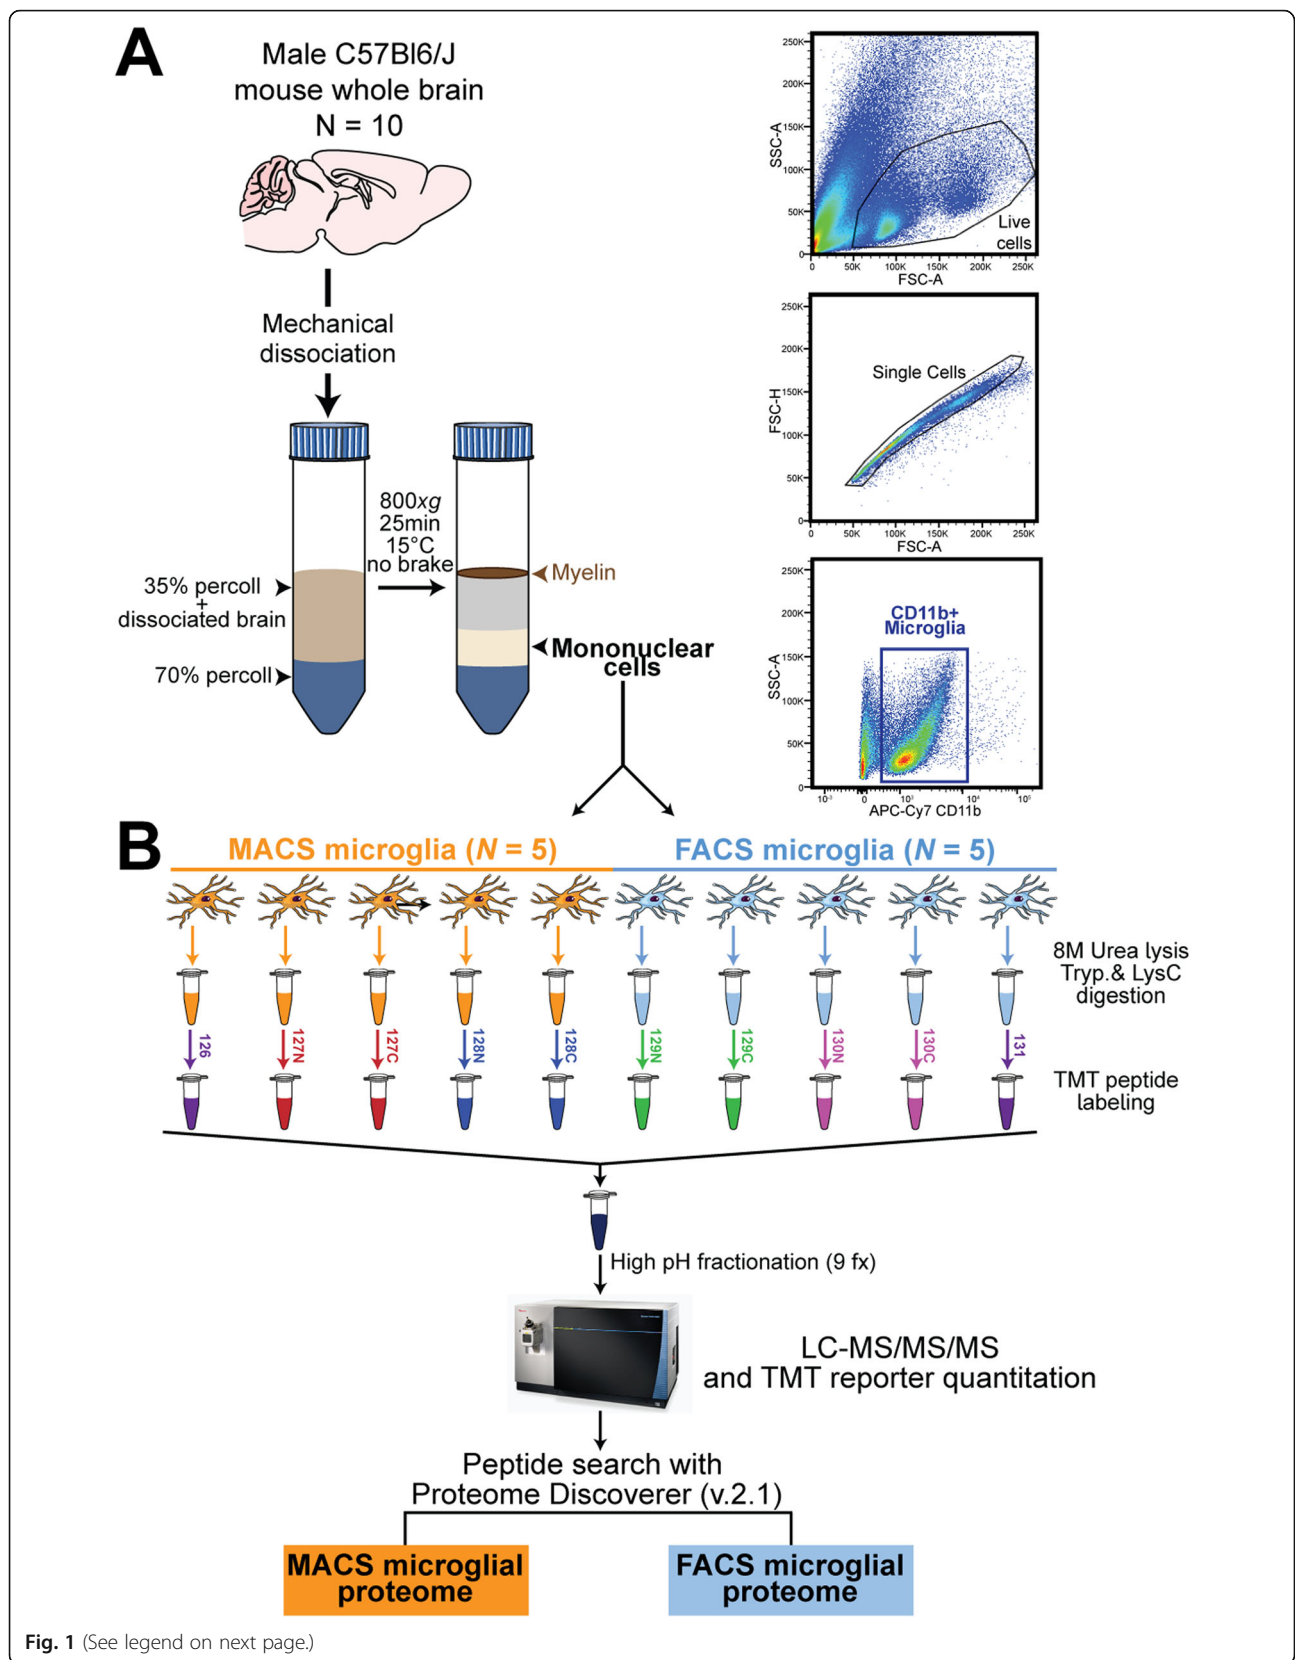 A
Male C57Bl6/J
mouse whole brain
N = 10
Mechanical
dissociation
800xg
25min
15°C
no brake
35% percoll
+
dissociated brain
70% percoll
Myelin
Mononuclear
cells
250K
200K
150K
100K
50K
0
SSC-A
Live
cells
0 50K 100K 150K 200K 250K
FSC-A
250K
200K
150K
100K
50K
0
FSC-H
Single Cells
0 50K 100K 150K 200K 250K
FSC-A
250K
200K
150K
100K
50K
0
SSC-A
CD11b+
Microglia
10-3 0 103 104 105
APC-Cy7 CD11b
B
MACS microglia (N = 5)
FACS microglia (N = 5)
8M Urea lysis
Tryp.& LysC
digestion
126 127N 127C 128N 128C 129N 129C 130N 130C 131
TMT peptide
labeling
High pH fractionation (9 fx)
LC-MS/MS/MS
and TMT reporter quantitation
Peptide search with
Proteome Discoverer (v.2.1)
MACS microglial
proteome
FACS microglial
proteome
Fig. 1 (See legend on next page.)